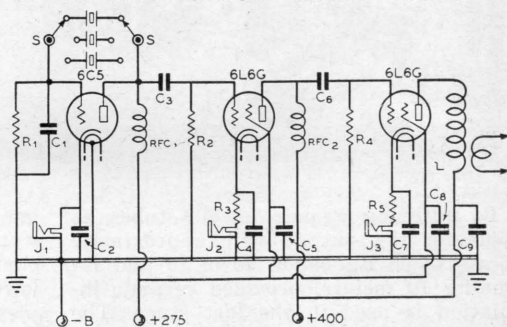 S S
6C5 6L6G 6L6G
C3 C6
R1 C1 RFC1 R2 RFC2 R4 L
R3 R5 C8
J1 C2 J2 C4 C5 J3 C7 C9
-B +275 +400